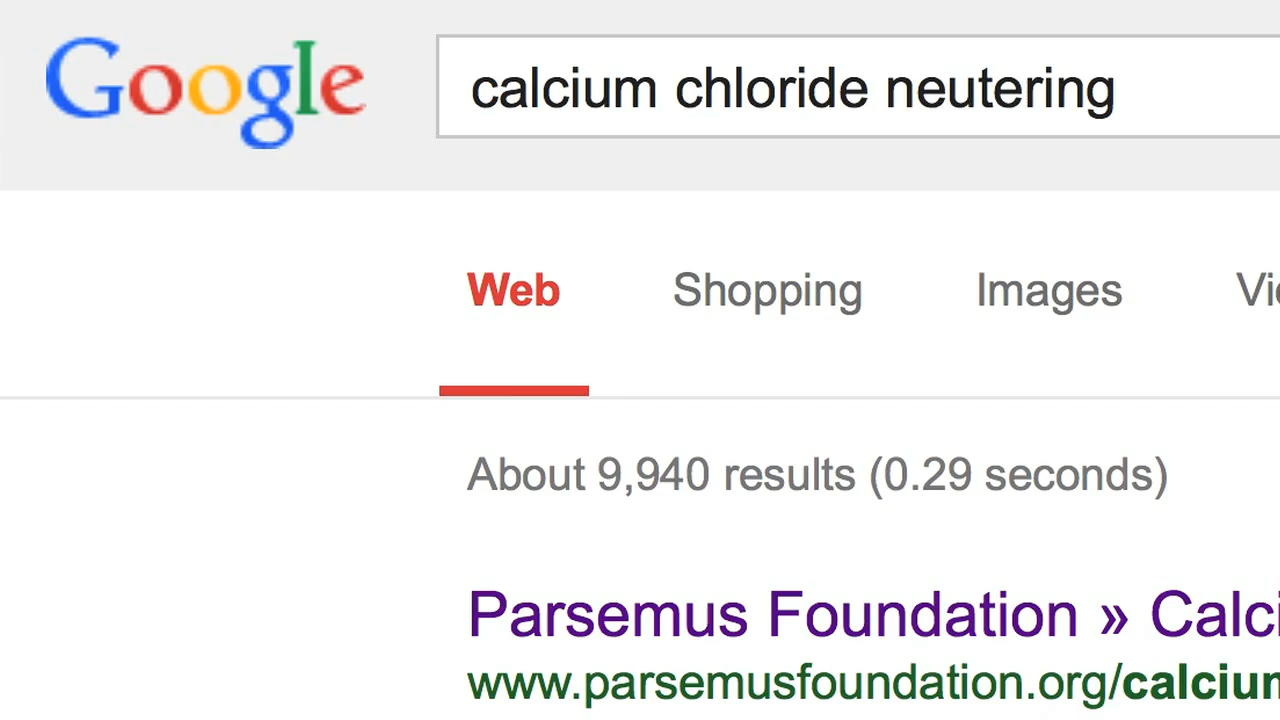 Google calcium chloride neutering
Web Shopping Images
About 9,940 results (0.29 seconds)
Parsemus Foundation »
www.parsemusfoundation.org/